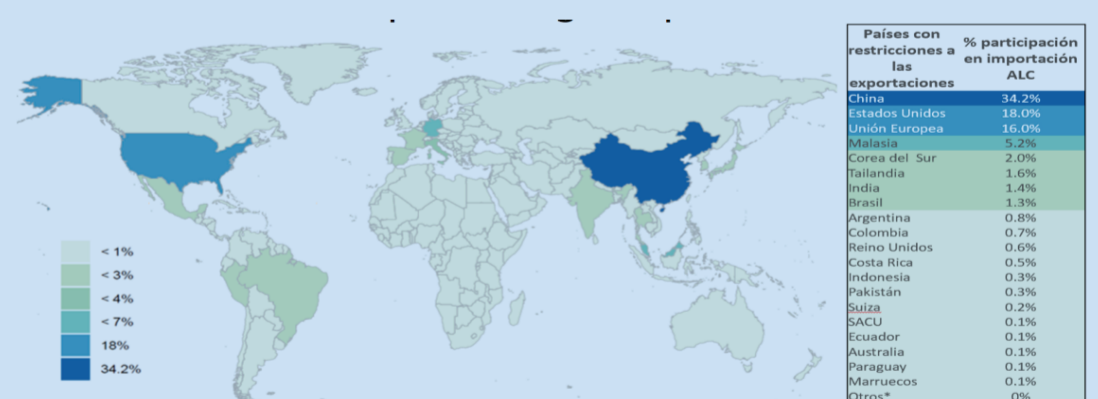 Países con
restricciones a
las
exportaciones
% participación
en importación
ALC
China 34.2%
Estados Unidos 18.0%
Unión Europea 16.0%
Malasia 5.2%
Corea del Sur 2.0%
Tailandia 1.6%
India 1.4%
Brasil 1.3%
Argentina 0.8%
Colombia 0.7%
Reino Unidos 0.6%
Costa Rica 0.5%
Indonesia 0.3%
Pakistán 0.3%
Suiza 0.2%
SACU 0.1%
Ecuador 0.1%
Australia 0.1%
Paraguay 0.1%
Marruecos 0.1%
Otros* 0%
< 1%
< 3%
< 4%
< 7%
18%
34.2%